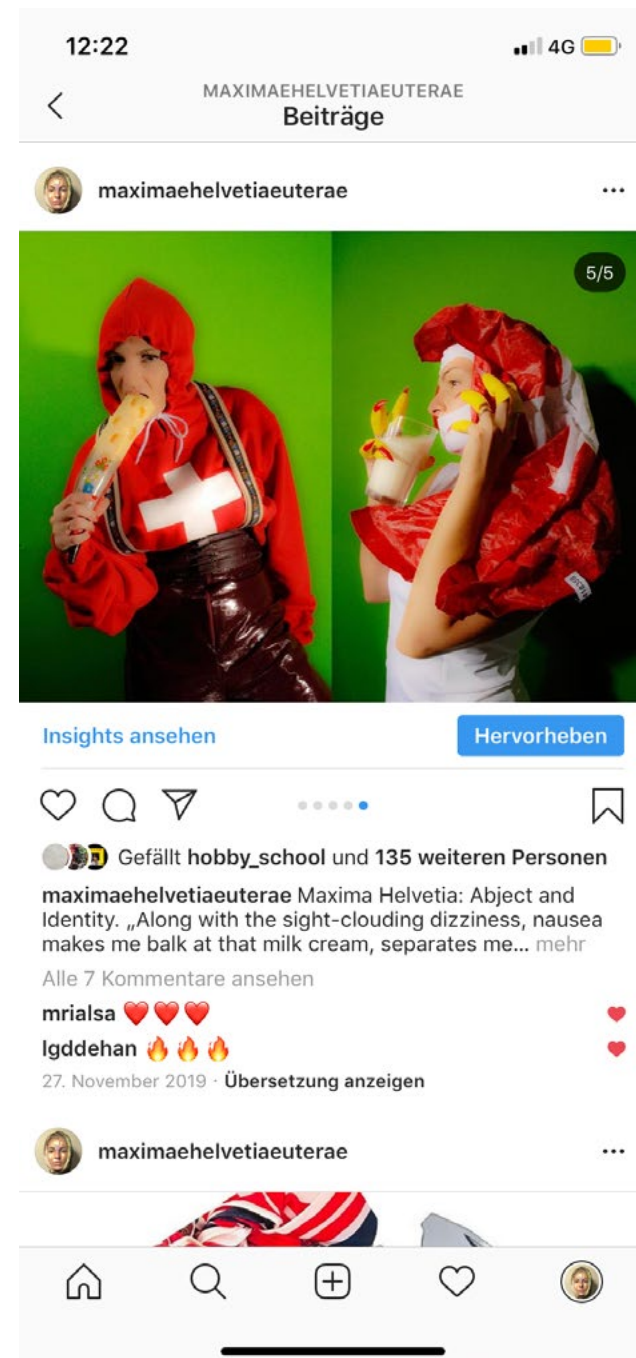 12:22
4G
MAXIMAEHELVETIAEUTERAE
Beiträge
maximaehelvetiaeuterae
5/5
Insights ansehen
Hervorheben
Gefällt hobby_school und 135 weiteren Personen
maximaehelvetiaeuterae Maxima Helvetia: Abject and
Identity. „Along with the sight-clouding dizziness, nausea
makes me balk at that milk cream, separates me... mehr
Alle 7 Kommentare ansehen
mrialsa ❤️❤️❤️
lgddehan 🔥🔥🔥
27. November 2019 · Übersetzung anzeigen
maximaehelvetiaeuterae